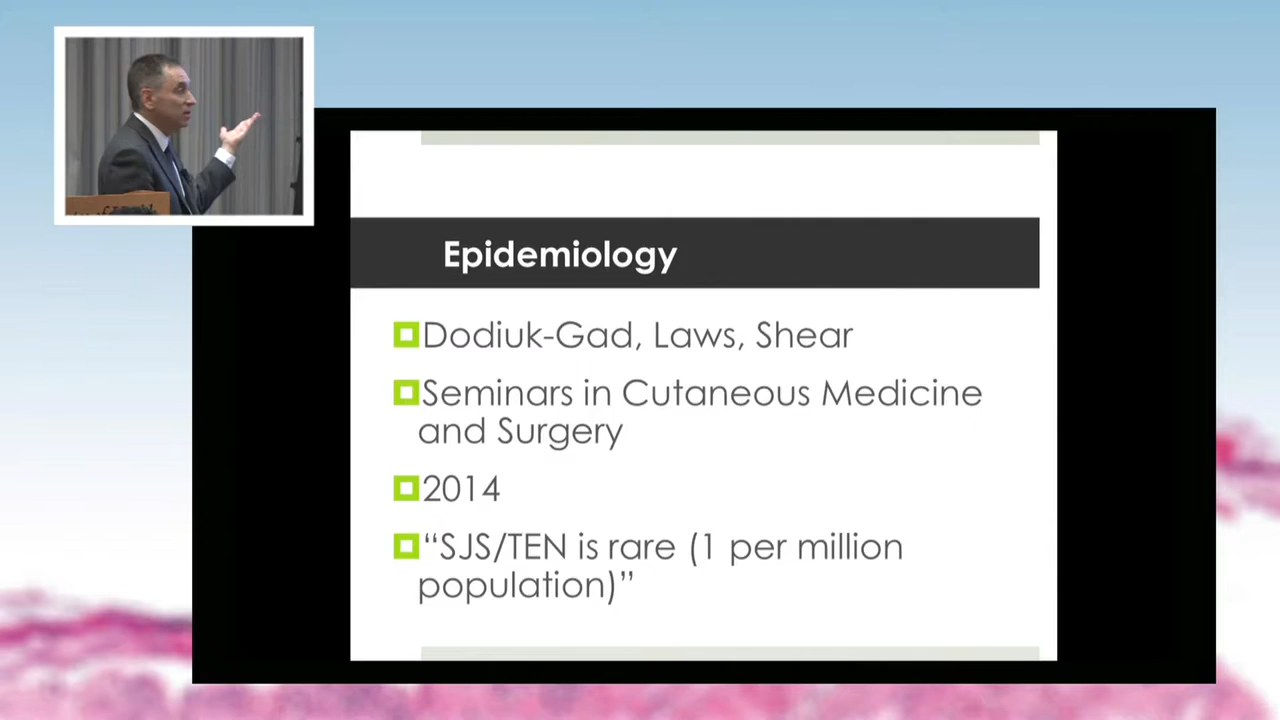 Epidemiology
Dodiuk-Gad, Laws, Shear
Seminars in Cutaneous Medicine
and Surgery
2014
“SJS/TEN is rare (1 per million
population)”